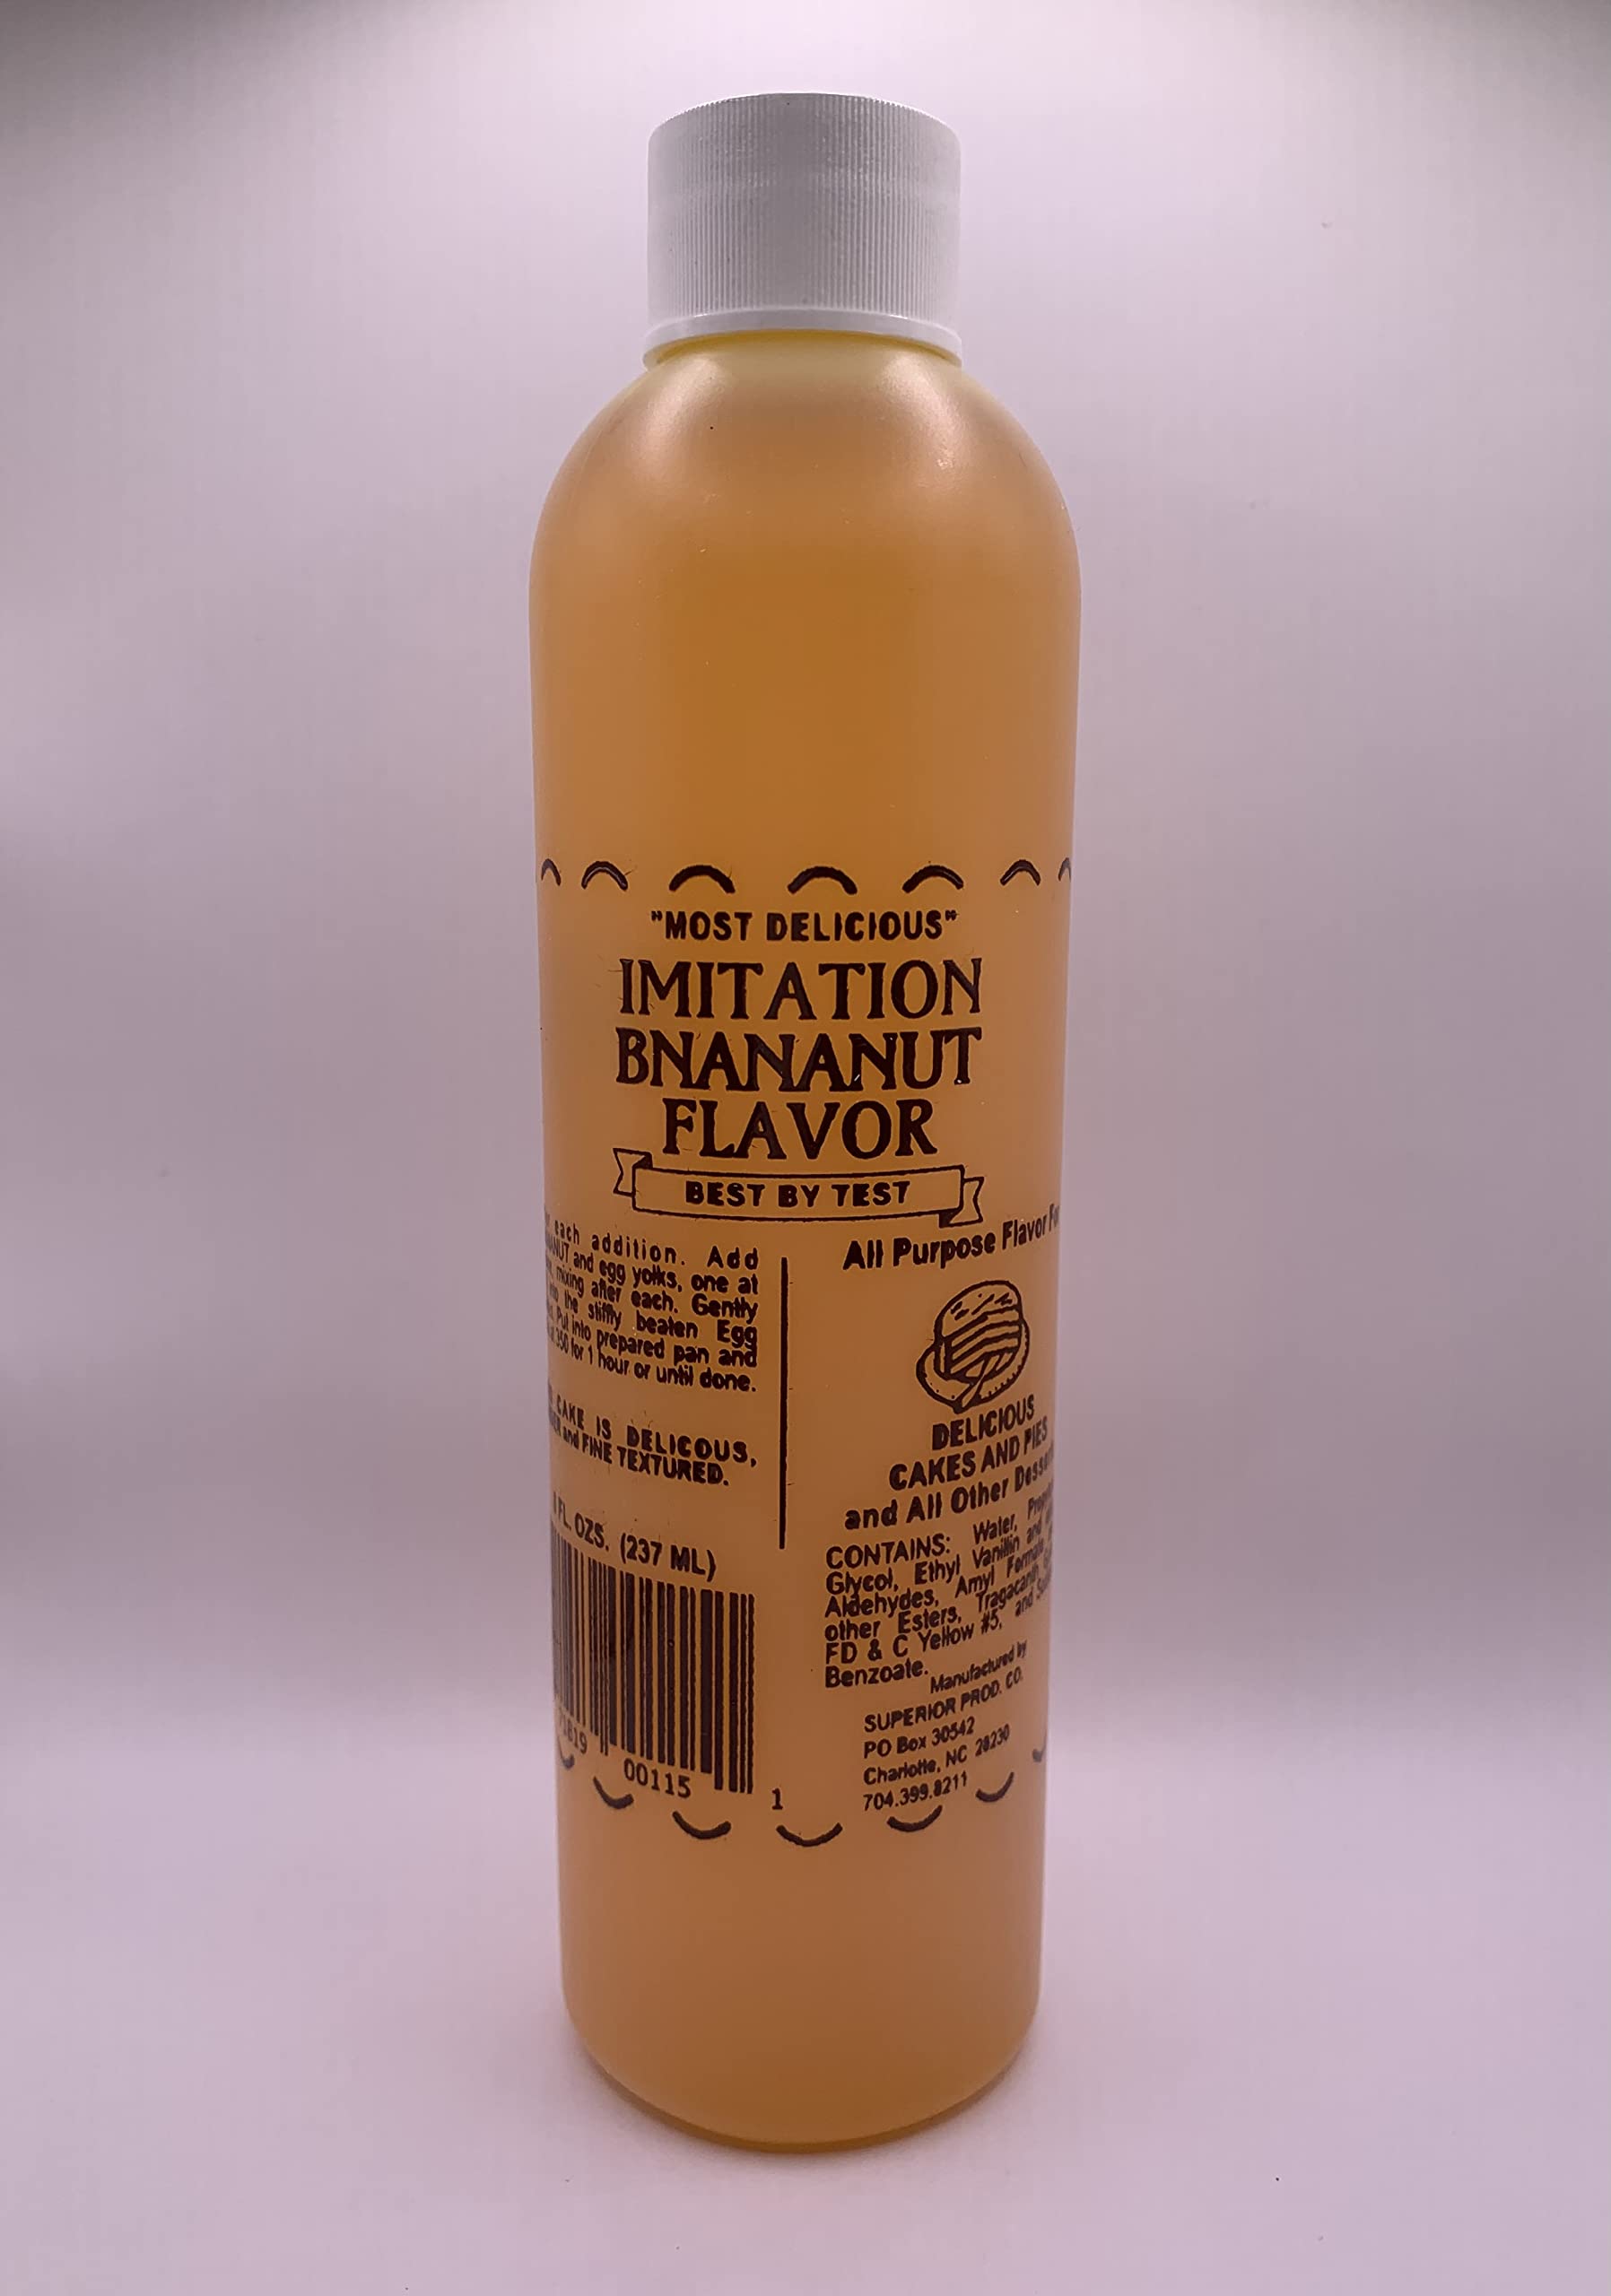 "MOST DELICIOUS"
IMITATION
BNANANUT
FLAVOR
BEST BY TEST
each addition. Add
and egg yolks, one at
mixing after each. Gently
the stiffly beaten Egg
Put into prepared pan and
350 for 1 hour or until done.
CAKE IS DELICOUS,
and FINE TEXTURED.
FL. OZS. (237 ML)
00115
1
All Purpose Flavor
DELICIOUS
CAKES AND PIES
and All Other
CONTAINS: Water,
Glycol, Ethyl Vanillin and
Aldehydes, Amyl Formate,
other Esters, Tragacanth
FD & C Yellow #5, and
Benzoate.
Manufactured by
SUPERIOR PROD. CO.
PO Box 30542
Charlotte, NC 28230
704.399.8211